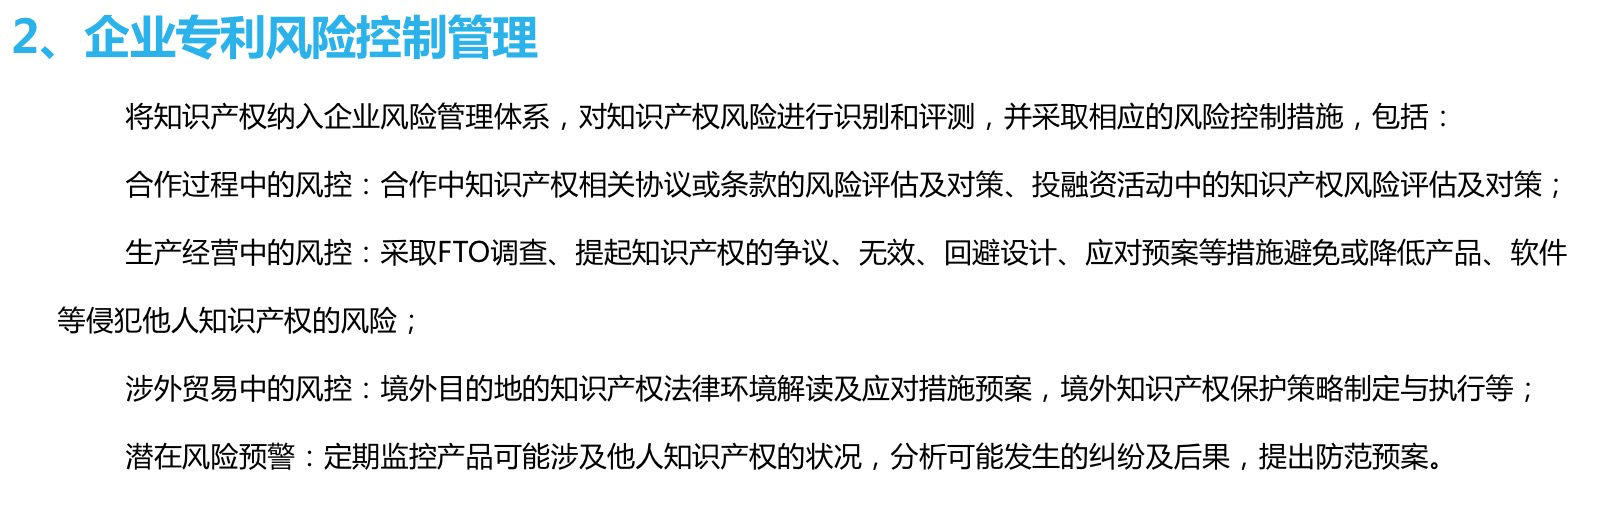 2、企业专利风险控制管理
将知识产权纳入企业风险管理体系，对知识产权风险进行识别和评测，并采取相应的风险控制措施，包括：
合作过程中的风控：合作中知识产权相关协议或条款的风险评估及对策、投融资活动中的知识产权风险评估及对策；
生产经营中的风控：采取FTO调查、提起知识产权的争议、无效、回避设计、应对预案等措施避免或降低产品、软件
等侵犯他人知识产权的风险；
涉外贸易中的风控：境外目的地的知识产权法律环境解读及应对措施预案，境外知识产权保护策略制定与执行等；
潜在风险预警：定期监控产品可能涉及他人知识产权的状况，分析可能发生的纠纷及后果，提出防范预案。